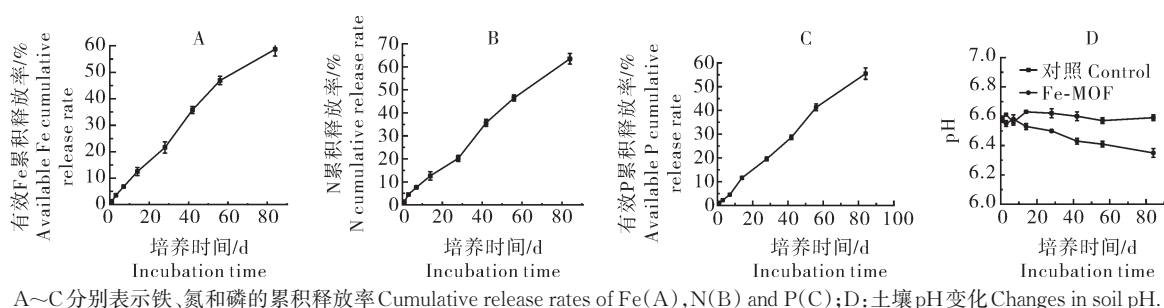 A
有效Fe累积释放率/%
Available Fe cumulative
release rate
60
50
40
30
20
10
0
0 20 40 60 80
培养时间/d
Incubation time
B
N累积释放率/%
N cumulative release rate
70
60
50
40
30
20
10
0
0 20 40 60 80
培养时间/d
Incubation time
C
有效P累积释放率/%
Available P cumulative
release rate
60
50
40
30
20
10
0
0 20 40 60 80 100
培养时间/d
Incubation time
D
pH
7.0
6.8
6.6
6.4
6.2
6.0
对照 Control
Fe-MOF
0 20 40 60 80
培养时间/d
Incubation time
A~C分别表示铁、氮和磷的累积释放率Cumulative release rates of Fe(A),N(B) and P(C);D:土壤pH变化Changes in soil pH.